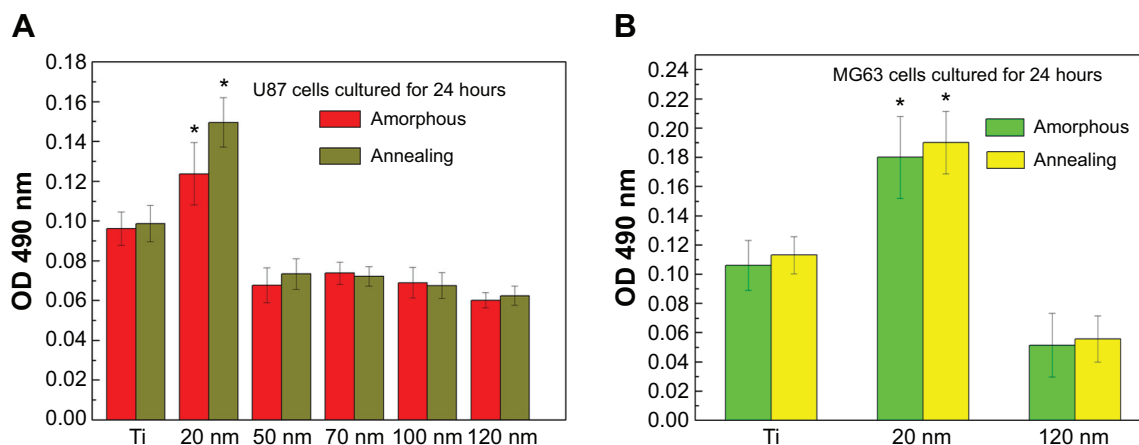 A
OD 490 nm
0.18
0.16
0.14
0.12
0.10
0.08
0.06
0.04
0.02
0.00
U87 cells cultured for 24 hours
Amorphous
Annealing
*
*
Ti 20 nm 50 nm 70 nm 100 nm 120 nm
B
OD 490 nm
0.24
0.22
0.20
0.18
0.16
0.14
0.12
0.10
0.08
0.06
0.04
0.02
0.00
MG63 cells cultured for 24 hours
Amorphous
Annealing
* *
Ti 20 nm 120 nm